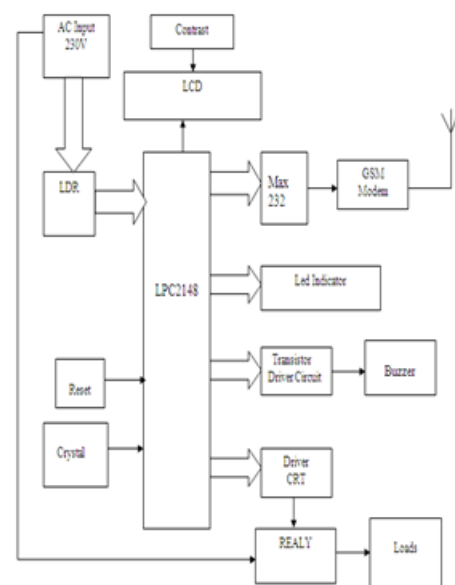 AC Input
230V
Contrast
LCD
LDR
Max
232
GSM
Modem
LPC2148
Led Indicator
Transistor
Driver Circuit
Buzzer
Reset
Crystal
Driver
CRT
REALY
Loads